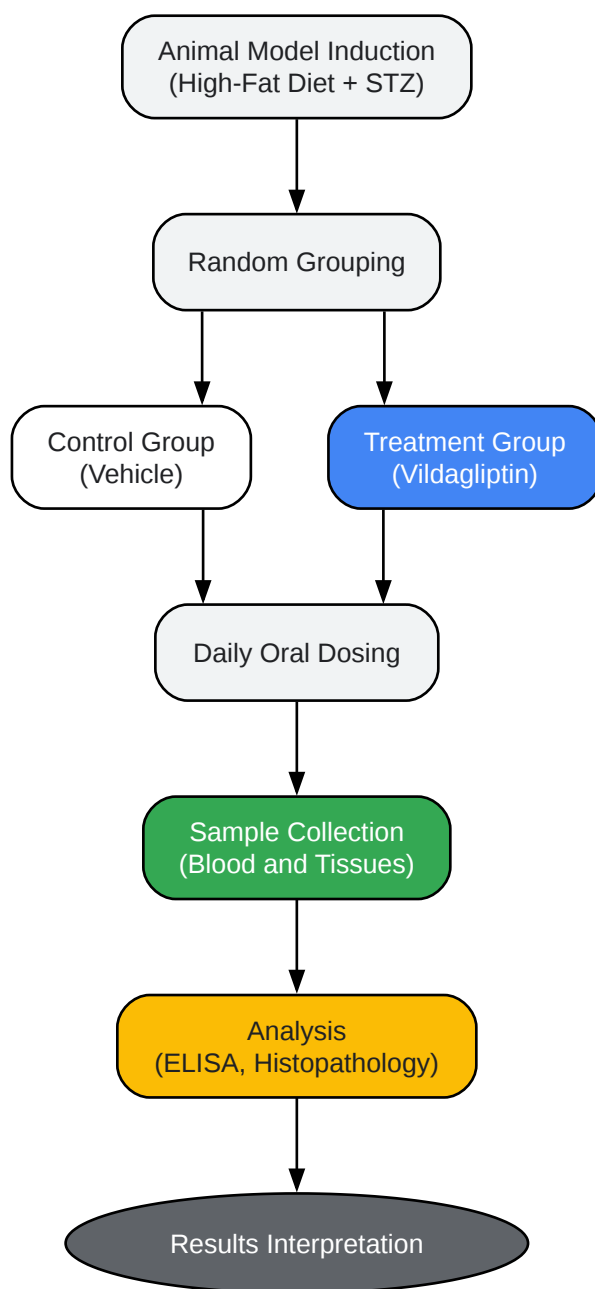 Animal Model Induction
(High-Fat Diet + STZ)
Random Grouping
Control Group
(Vehicle)
Treatment Group
(Vildagliptin)
Daily Oral Dosing
Sample Collection
(Blood and Tissues)
Analysis
(ELISA, Histopathology)
Results Interpretation